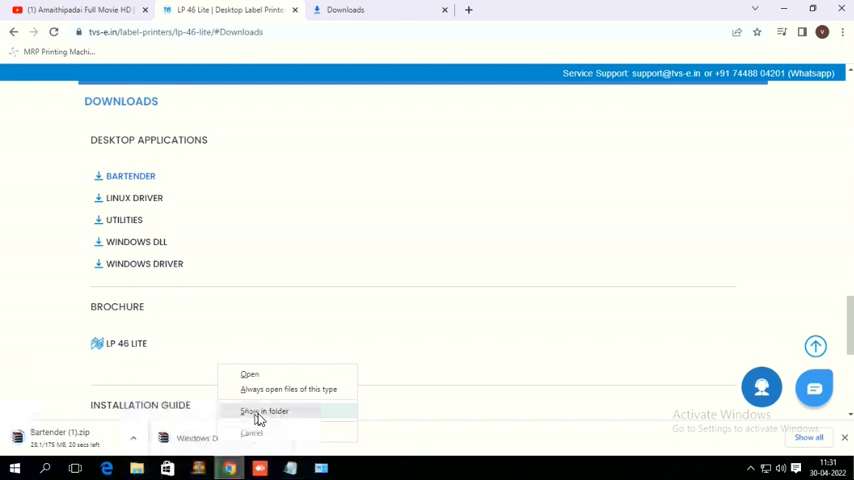 (1) Amaithipadai Full Movie HD |
LP 46 Lite | Desktop Label Printe
Downloads
tvs-e.in/label-printers/lp-46-lite/#Downloads
MRP Printing Machi...
Service Support: support@tvs-e.in or +91 74488 04201 (Whatsapp)
DOWNLOADS
DESKTOP APPLICATIONS
BARTENDER
LINUX DRIVER
UTILITIES
WINDOWS DLL
WINDOWS DRIVER
BROCHURE
LP 46 LITE
INSTALLATION GUIDE
Open
Always open files of this type
Show in folder
Cancel
Activate Windows
Go to Settings to activate Windows.
Bartender (1).zip
28.1/175 MB, 20 secs left
Windows D
Show all
V
11:31
30-04-2022